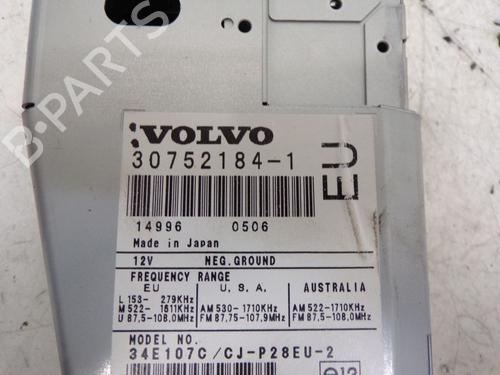 B-PARTS
VOLVO
30752184-1
EU
14996 0506
Made in Japan
12V NEG.GROUND
FREQUENCY RANGE
EU U.S.A. AUSTRALIA
L 153- 279KHz
M 522- 1611KHz AM 530-1710KHz AM 522-1710KHz
U 87.5-108.0MHz FM 87.75-107.9MHz FM 87.5-108.0MHz
MODEL NO.
34E107C/CJ-P28EU-2